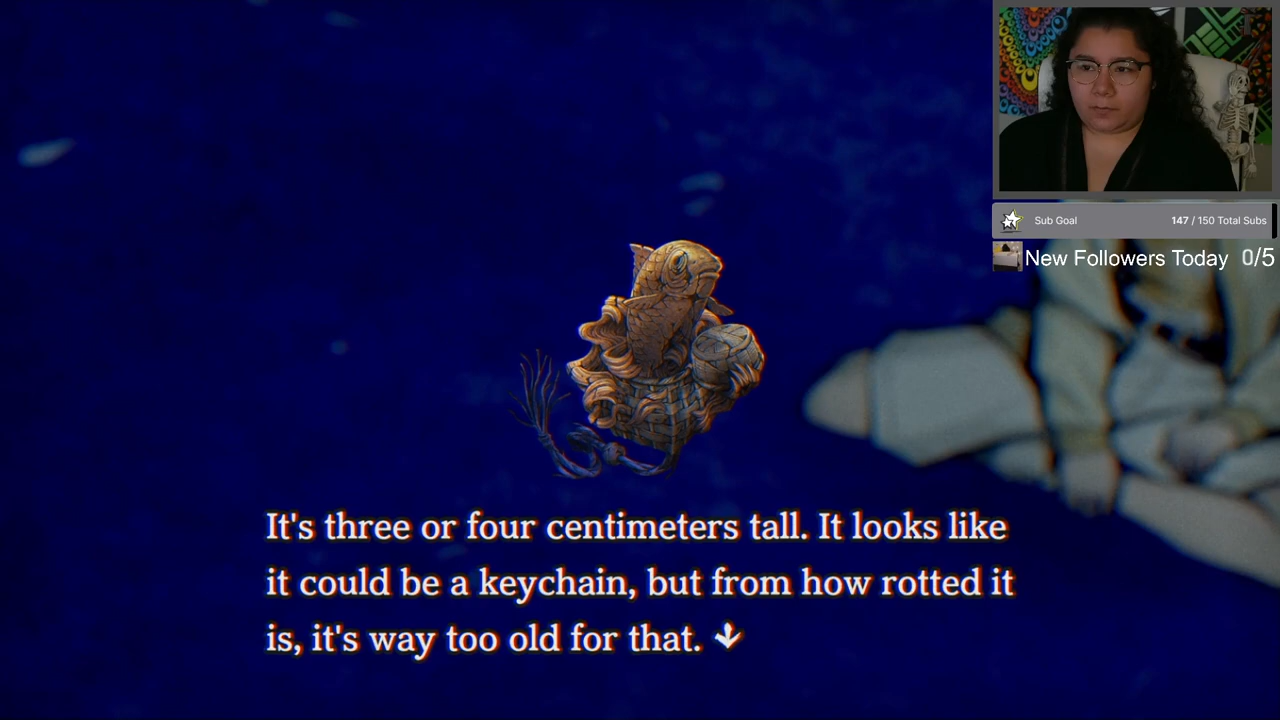 Sub Goal 147 / 150 Total Subs
New Followers Today 0/5
It's three or four centimeters tall. It looks like
it could be a keychain, but from how rotted it
is, it's way too old for that.